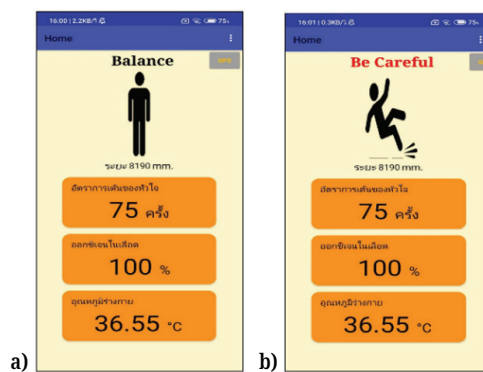 16:00 | 2.2KB/วิ
75
Home
Balance
ระยะ 8190 mm.
อัตราการเต้นของหัวใจ
75 ครั้ง
ออกซิเจนในเลือด
100 %
อุณหภูมิร่างกาย
36.55 °C
a)
16:01 | 0.3KB/วิ
75
Home
Be Careful
ระยะ 8190 mm.
อัตราการเต้นของหัวใจ
75 ครั้ง
ออกซิเจนในเลือด
100 %
อุณหภูมิร่างกาย
36.55 °C
b)